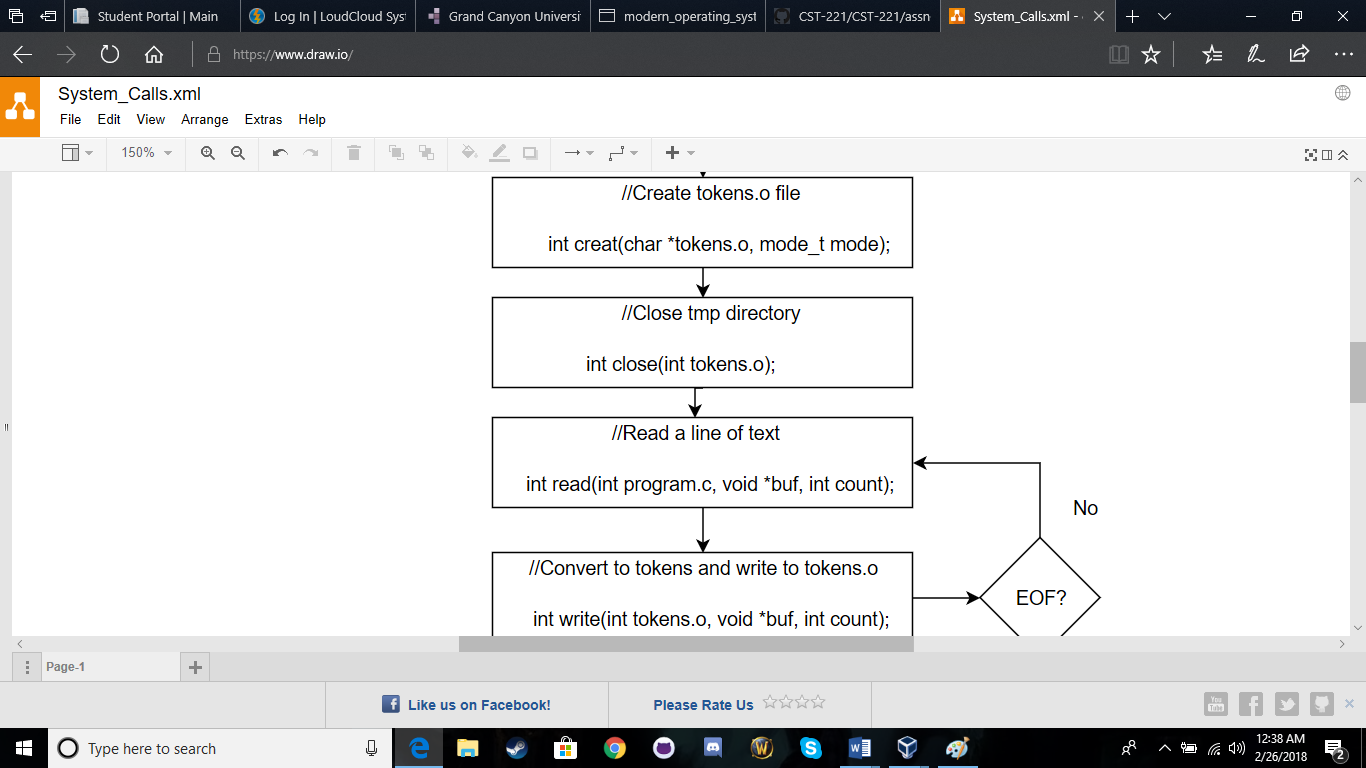 Student Portal | Main
Log In | LoudCloud Sys
Grand Canyon Universi
modern_operating_syst
CST-221/CST-221/assn
System_Calls.xml -
https://www.draw.io/
System_Calls.xml
File Edit View Arrange Extras Help
150%
//Create tokens.o file
int creat(char *tokens.o, mode_t mode);
//Close tmp directory
int close(int tokens.o);
//Read a line of text
int read(int program.c, void *buf, int count);
No
//Convert to tokens and write to tokens.o
EOF?
int write(int tokens.o, void *buf, int count);
Page-1
Like us on Facebook!
Please Rate Us
You
Tube
Type here to search
12:38 AM
2/26/2018
2